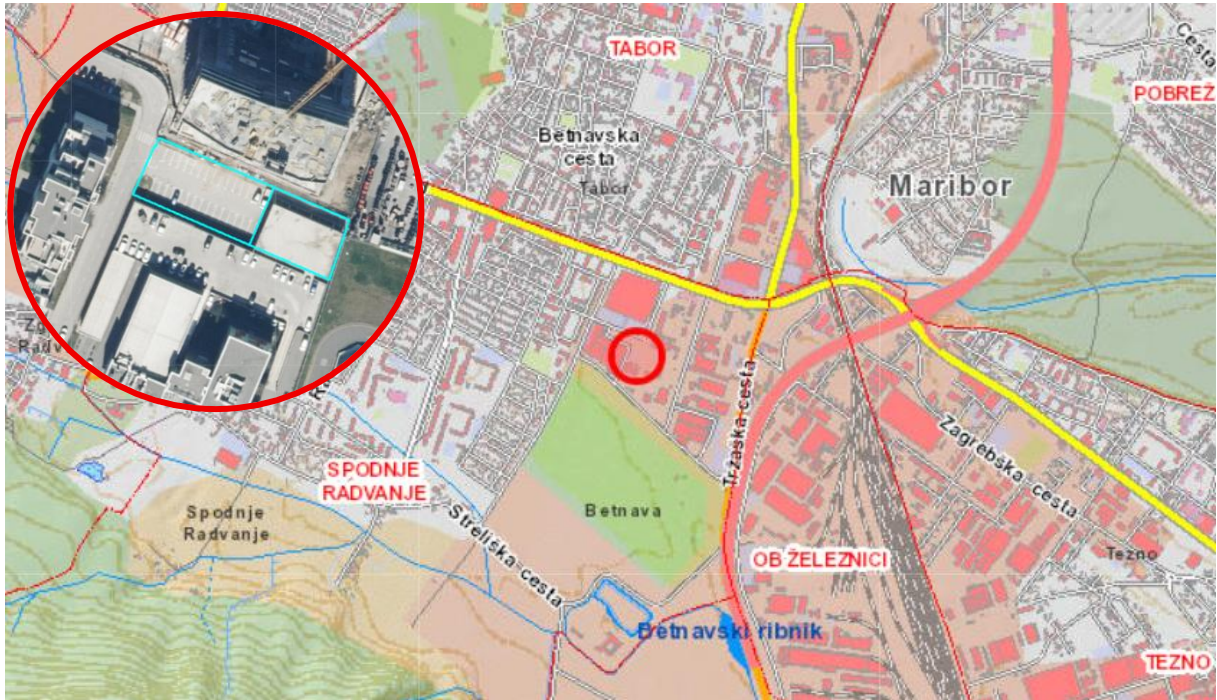 TABOR
Cesta
POBREŽ
Betnavska
cesta
Tabor
Maribor
Tržaška cesta
Zagrebška cesta
SPODNJE
RADVANJE
Spodnje
Radvanje
Streliška cesta
Betnava
Tezno
OB ŽELEZNICI
Betnavski ribnik
TEZNO